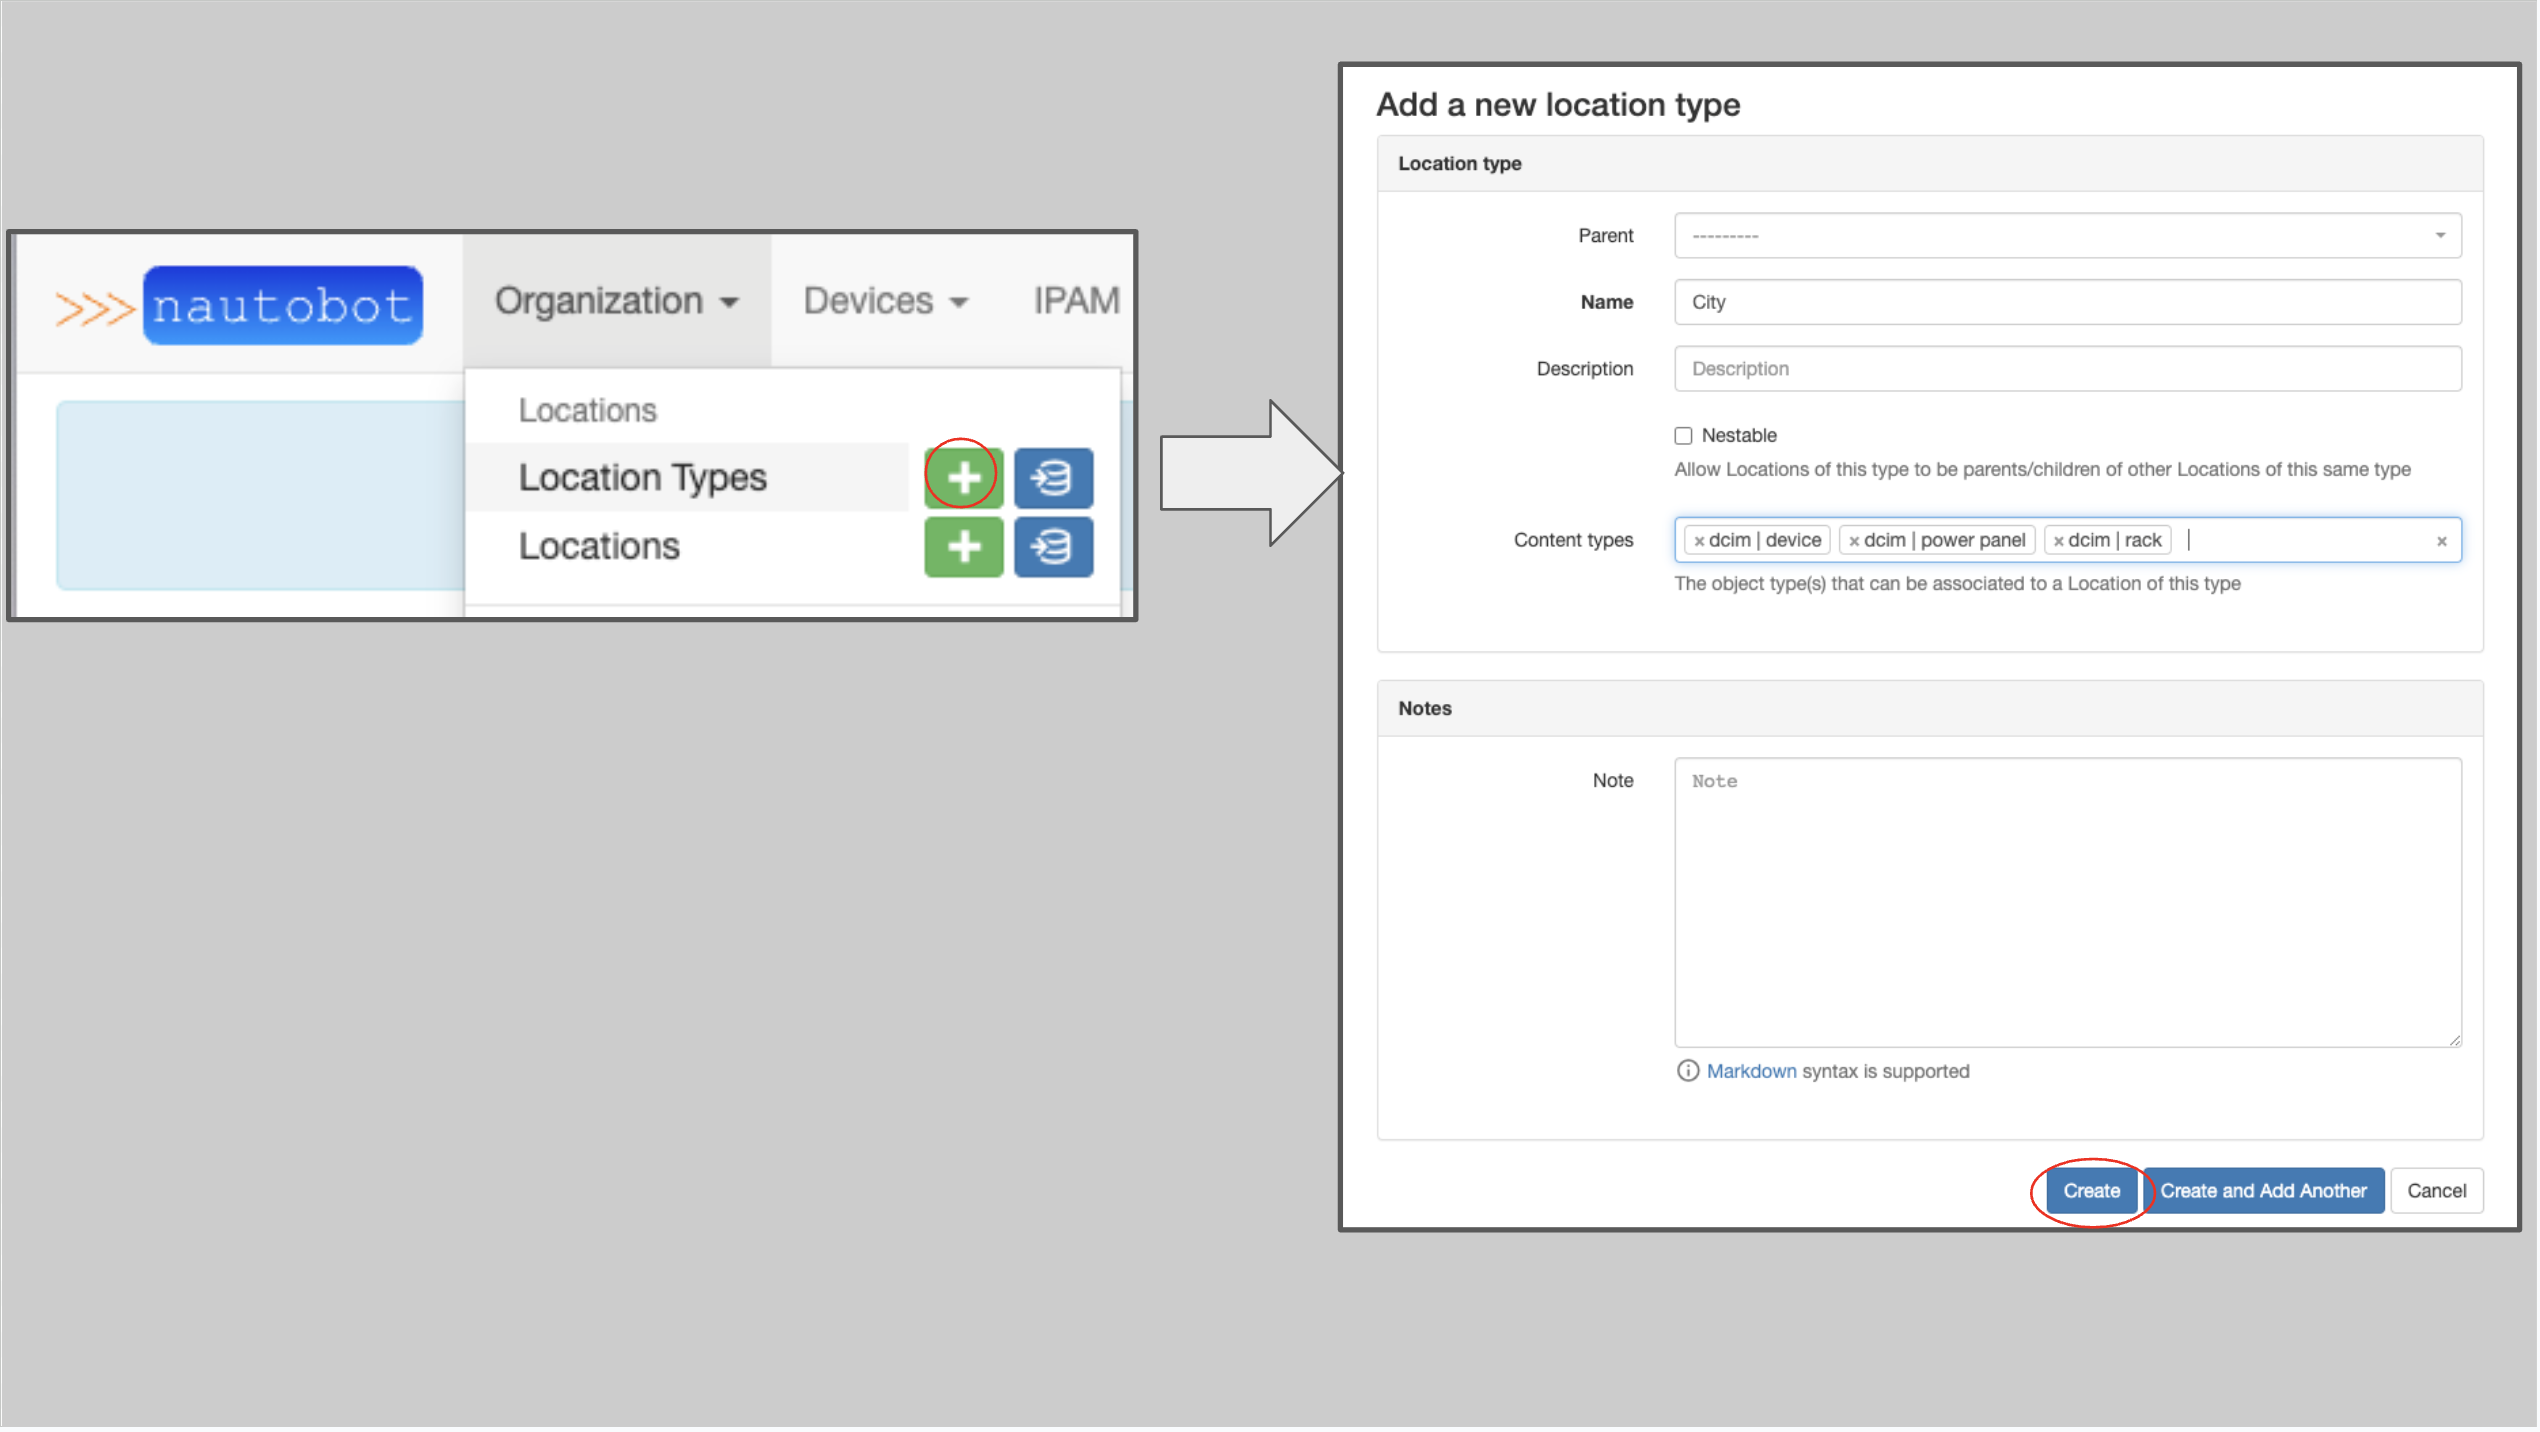 >>> nautobot
Organization
Devices
IPAM
Locations
Location Types
Locations
Add a new location type
Location type
Parent
---------
Name
City
Description
Description
Nestable
Allow Locations of this type to be parents/children of other Locations of this same type
Content types
× dcim | device × dcim | power panel × dcim | rack ×
The object type(s) that can be associated to a Location of this type
Notes
Note
Note
Markdown syntax is supported
Create
Create and Add Another
Cancel